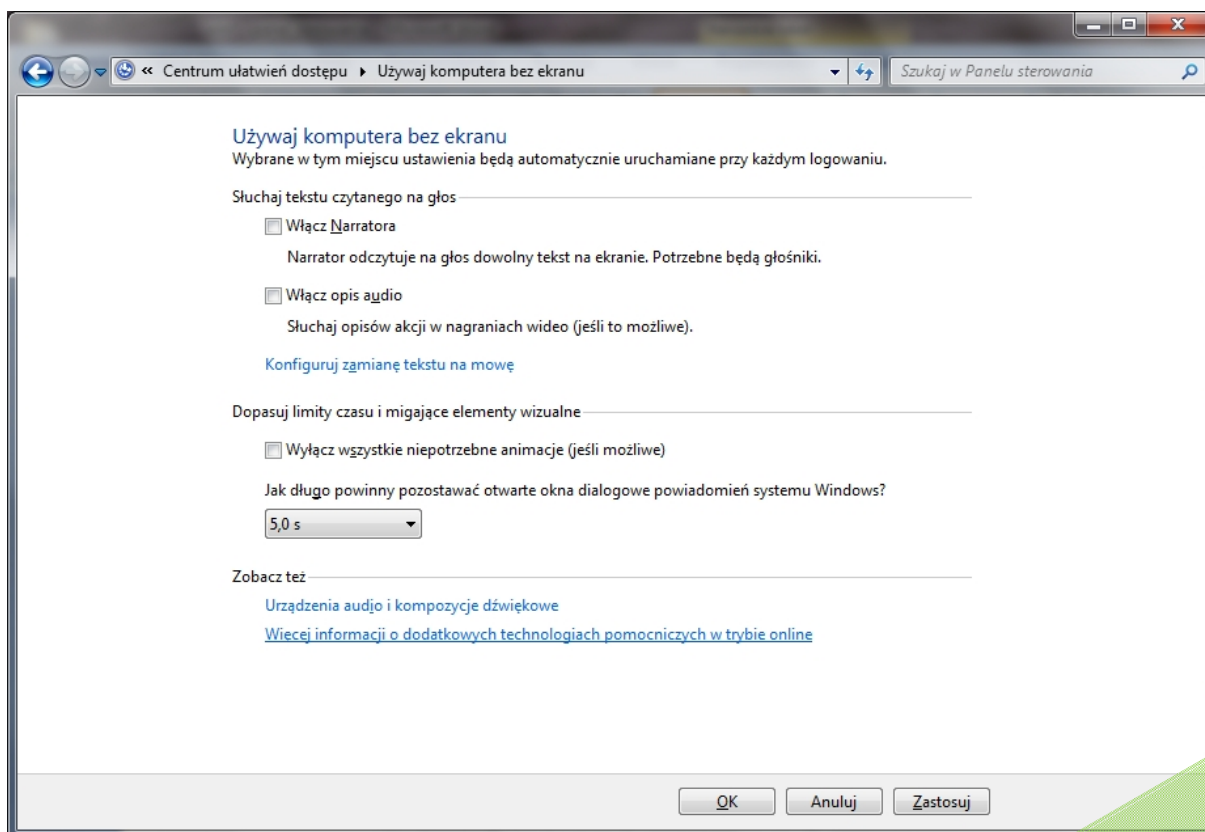 « Centrum ułatwień dostępu ▸ Używaj komputera bez ekranu
Szukaj w Panelu sterowania
Używaj komputera bez ekranu
Wybrane w tym miejscu ustawienia będą automatycznie uruchamiane przy każdym logowaniu.
Słuchaj tekstu czytanego na głos
Włącz Narratora
Narrator odczytuje na głos dowolny tekst na ekranie. Potrzebne będą głośniki.
Włącz opis audio
Słuchaj opisów akcji w nagraniach wideo (jeśli to możliwe).
Konfiguruj zamianę tekstu na mowę
Dopasuj limity czasu i migające elementy wizualne
Wyłącz wszystkie niepotrzebne animacje (jeśli możliwe)
Jak długo powinny pozostawać otwarte okna dialogowe powiadomień systemu Windows?
5,0 s
Zobacz też
Urządzenia audio i kompozycje dźwiękowe
Więcej informacji o dodatkowych technologiach pomocniczych w trybie online
OK Anuluj Zastosuj